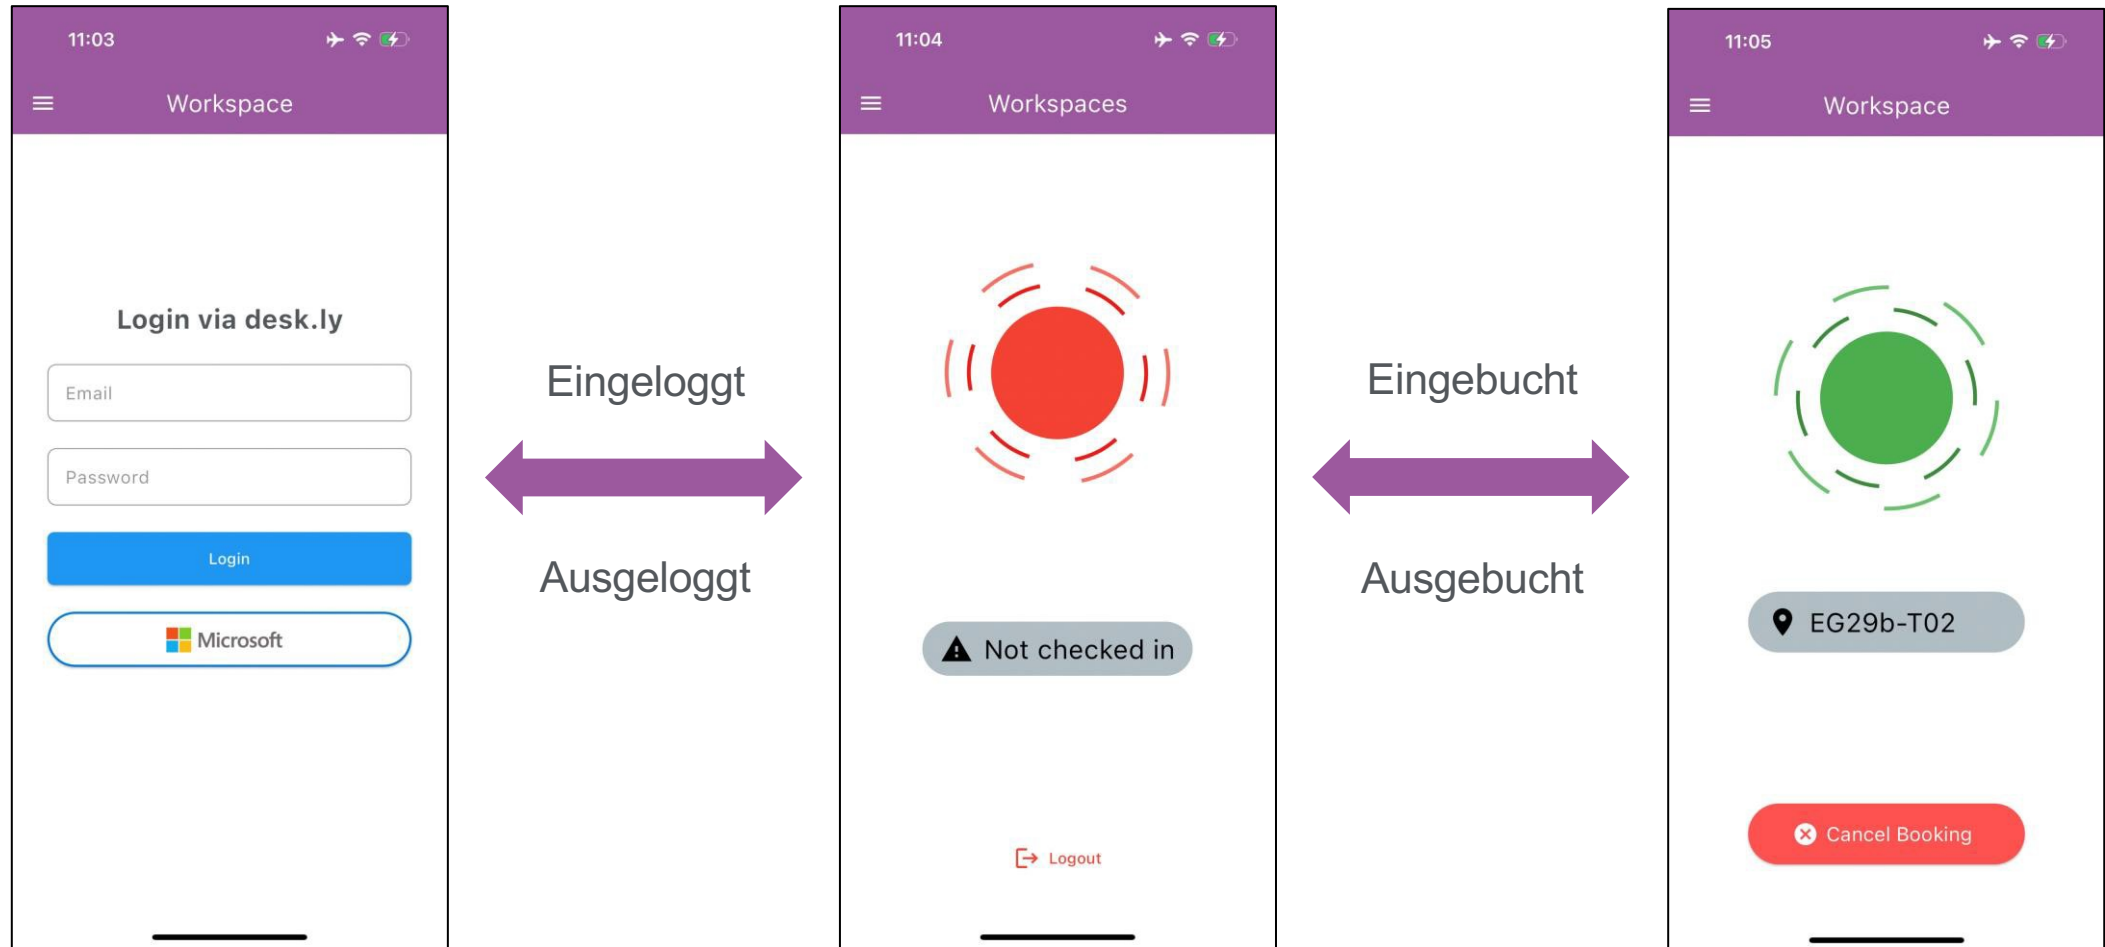 11:03
Workspace
Login via desk.ly
Email
Password
Login
Microsoft
Eingeloggt
Ausgeloggt
11:04
Workspaces
Not checked in
Logout
Eingebucht
Ausgebucht
11:05
Workspace
EG29b-T02
Cancel Booking